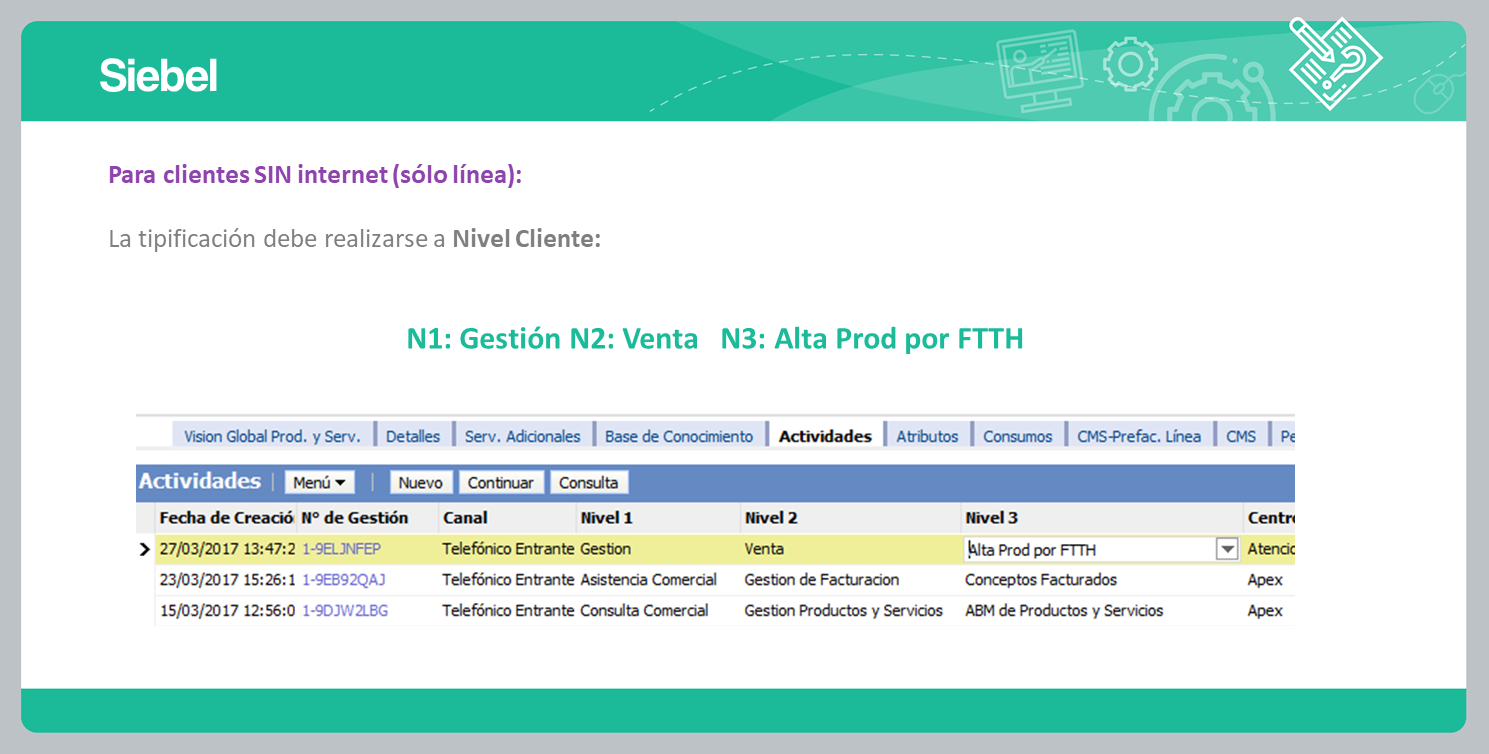 Siebel
Para clientes SIN internet (sólo línea):
La tipificación debe realizarse a Nivel Cliente:
N1: Gestión N2: Venta N3: Alta Prod por FTTH
Vision Global Prod. y Serv. Detalles Serv. Adicionales Base de Conocimiento Actividades Atributos Consumos CMS-Prefac. Línea CMS Pe
Actividades Menú Nuevo Continuar Consulta
Fecha de Creació N° de Gestión Canal Nivel 1 Nivel 2 Nivel 3 Centr
27/03/2017 13:47:2 1-9ELJNFEP Telefónico Entrante Gestion Venta Alta Prod por FTTH Atencio
23/03/2017 15:26:1 1-9EB92QAJ Telefónico Entrante Asistencia Comercial Gestion de Facturacion Conceptos Facturados Apex
15/03/2017 12:56:0 1-9DJW2LBG Telefónico Entrante Consulta Comercial Gestion Productos y Servicios ABM de Productos y Servicios Apex